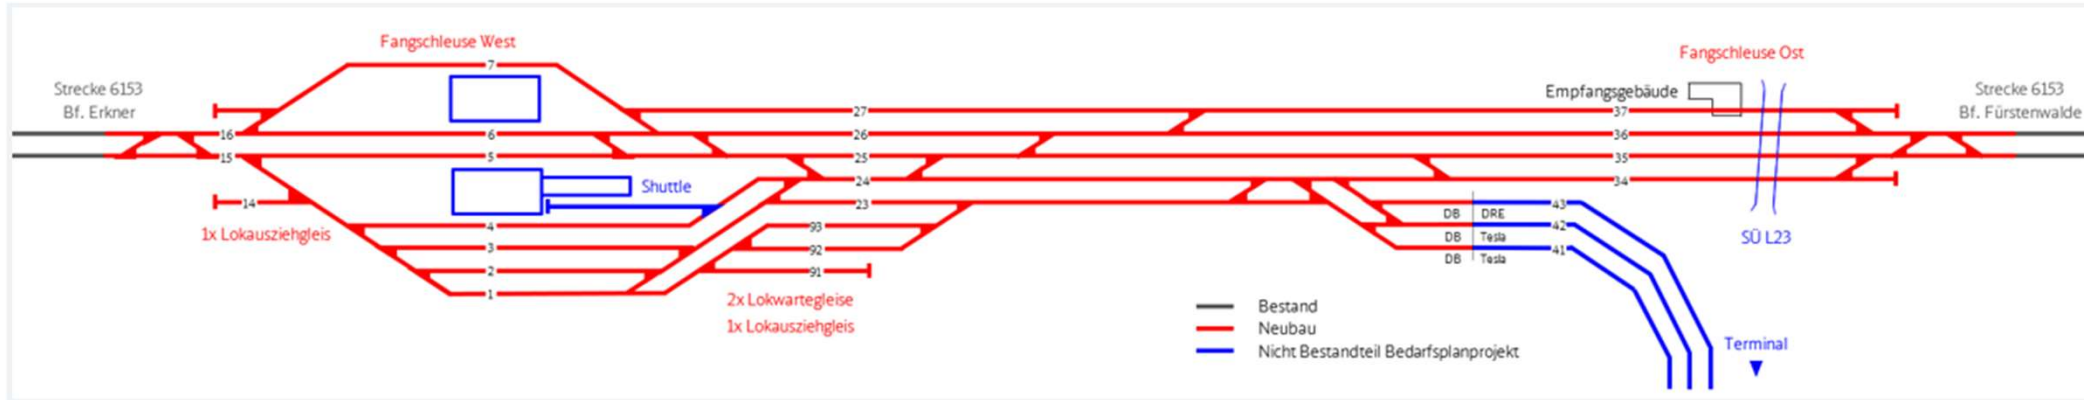 Fangschleuse West
Fangschleuse Ost
Strecke 6153
Bf. Erkner
Empfangsgebäude
Strecke 6153
Bf. Fürstenwalde
7
27
37
16
6
26
36
15
5
25
35
Shuttle
24
34
14
23
43
1x Lokausziehgleis
4
93
DB
DRE
42
3
92
DB
Tesla
41
SÜ L23
2
91
DB
Tesla
1
2x Lokwartegleise
1x Lokausziehgleis
Bestand
Neubau
Nicht Bestandteil Bedarfsplanprojekt
Terminal